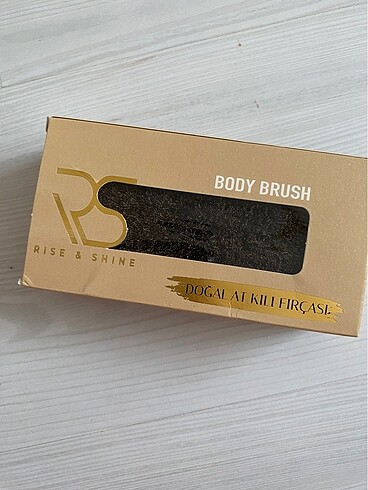 BODY BRUSH
RS
RISE & SHINE
DOĞAL AT KILI FIRÇASI